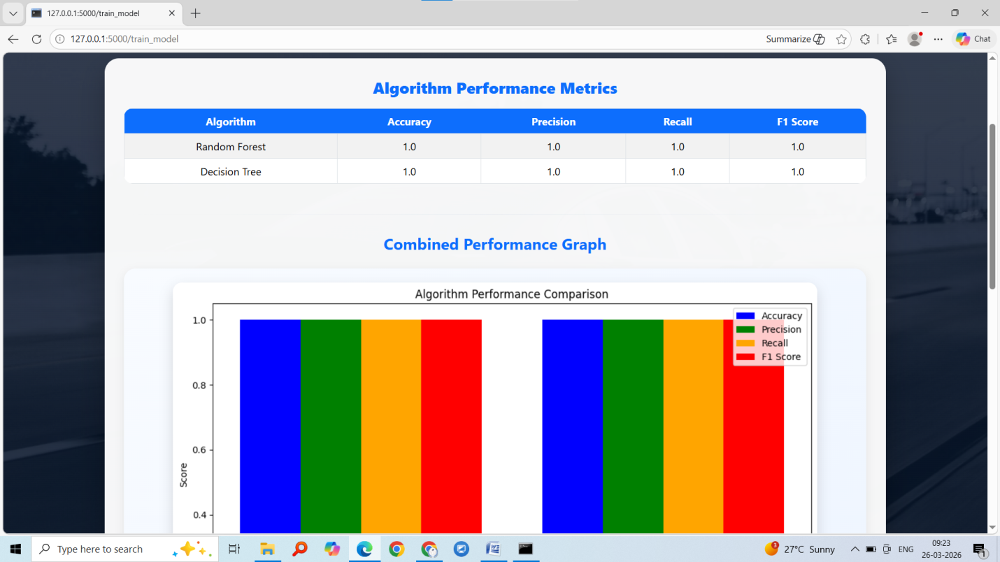 127.0.0.1:5000/train_model
127.0.0.1:5000/train_model
Summarize
Chat
Algorithm Performance Metrics
Algorithm Accuracy Precision Recall F1 Score
Random Forest 1.0 1.0 1.0 1.0
Decision Tree 1.0 1.0 1.0 1.0
Combined Performance Graph
Algorithm Performance Comparison
Accuracy
Precision
Recall
F1 Score
1.0
0.8
0.6
0.4
Score
Type here to search
3
27°C Sunny
ENG
09:23
26-03-2026
1